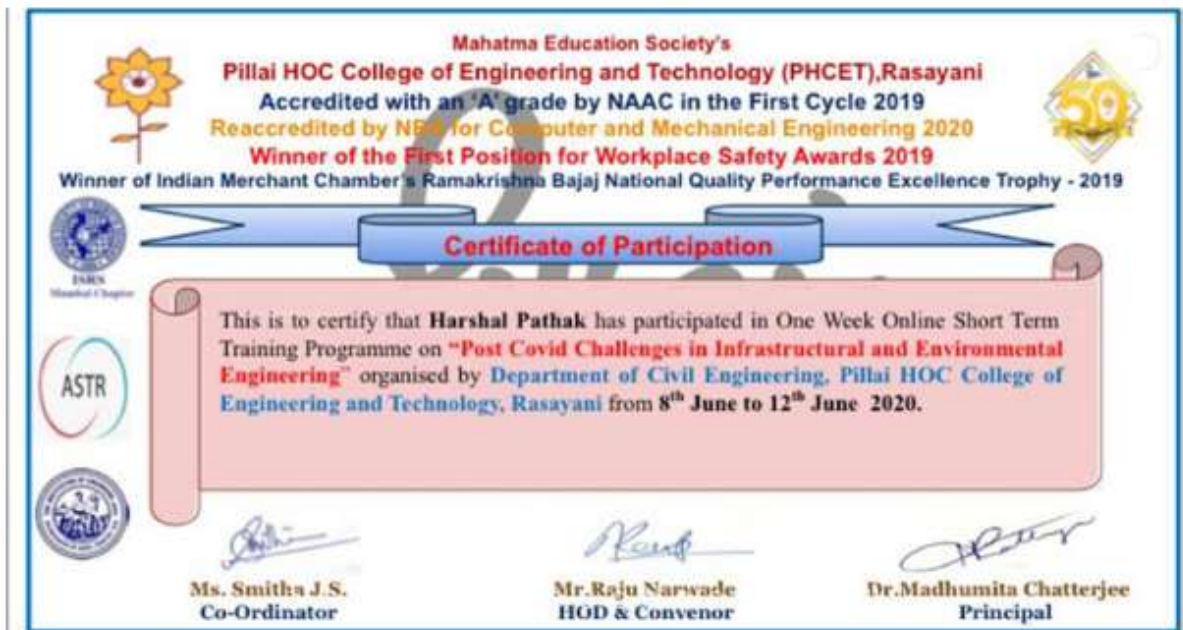 Mahatma Education Society's
Pillai HOC College of Engineering and Technology (PHCET),Rasayani
Accredited with an 'A' grade by NAAC in the First Cycle 2019
Reaccredited by NBA for Computer and Mechanical Engineering 2020
Winner of the First Position for Workplace Safety Awards 2019
Winner of Indian Merchant Chamber's Ramakrishna Bajaj National Quality Performance Excellence Trophy - 2019
50
Certificate of Participation
ISRS
Mumbai Chapter
This is to certify that Harshal Pathak has participated in One Week Online Short Term
Training Programme on "Post Covid Challenges in Infrastructural and Environmental
Engineering" organised by Department of Civil Engineering, Pillai HOC College of
Engineering and Technology, Rasayani from 8th June to 12th June 2020.
ASTR
Ms. Smitha J.S.
Co-Ordinator
Mr.Raju Narwade
HOD & Convenor
Dr.Madhumita Chatterjee
Principal